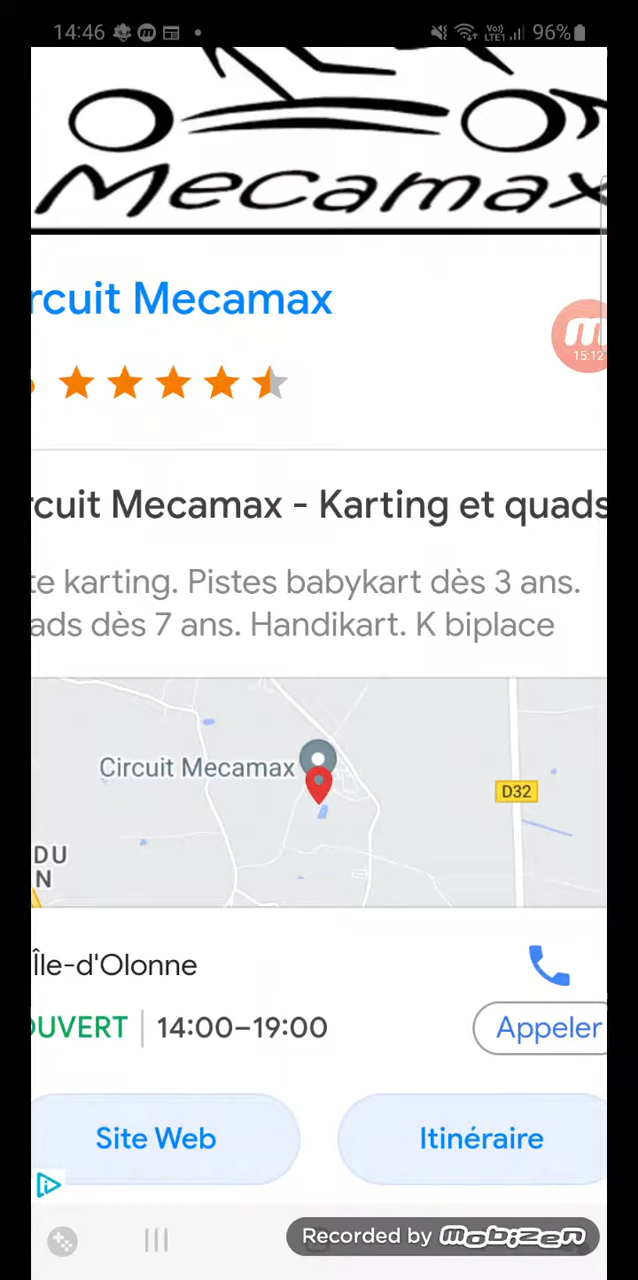 14:46
Vo)) LTE1 96%
Mecamax
rcuit Mecamax
15:12
rcuit Mecamax - Karting et quads
te karting. Pistes babykart dès 3 ans.
ads dès 7 ans. Handikart. K biplace
Circuit Mecamax
D32
DU
N
Île-d'Olonne
OUVERT | 14:00–19:00
Appeler
Site Web
Itinéraire
Recorded by mobizen